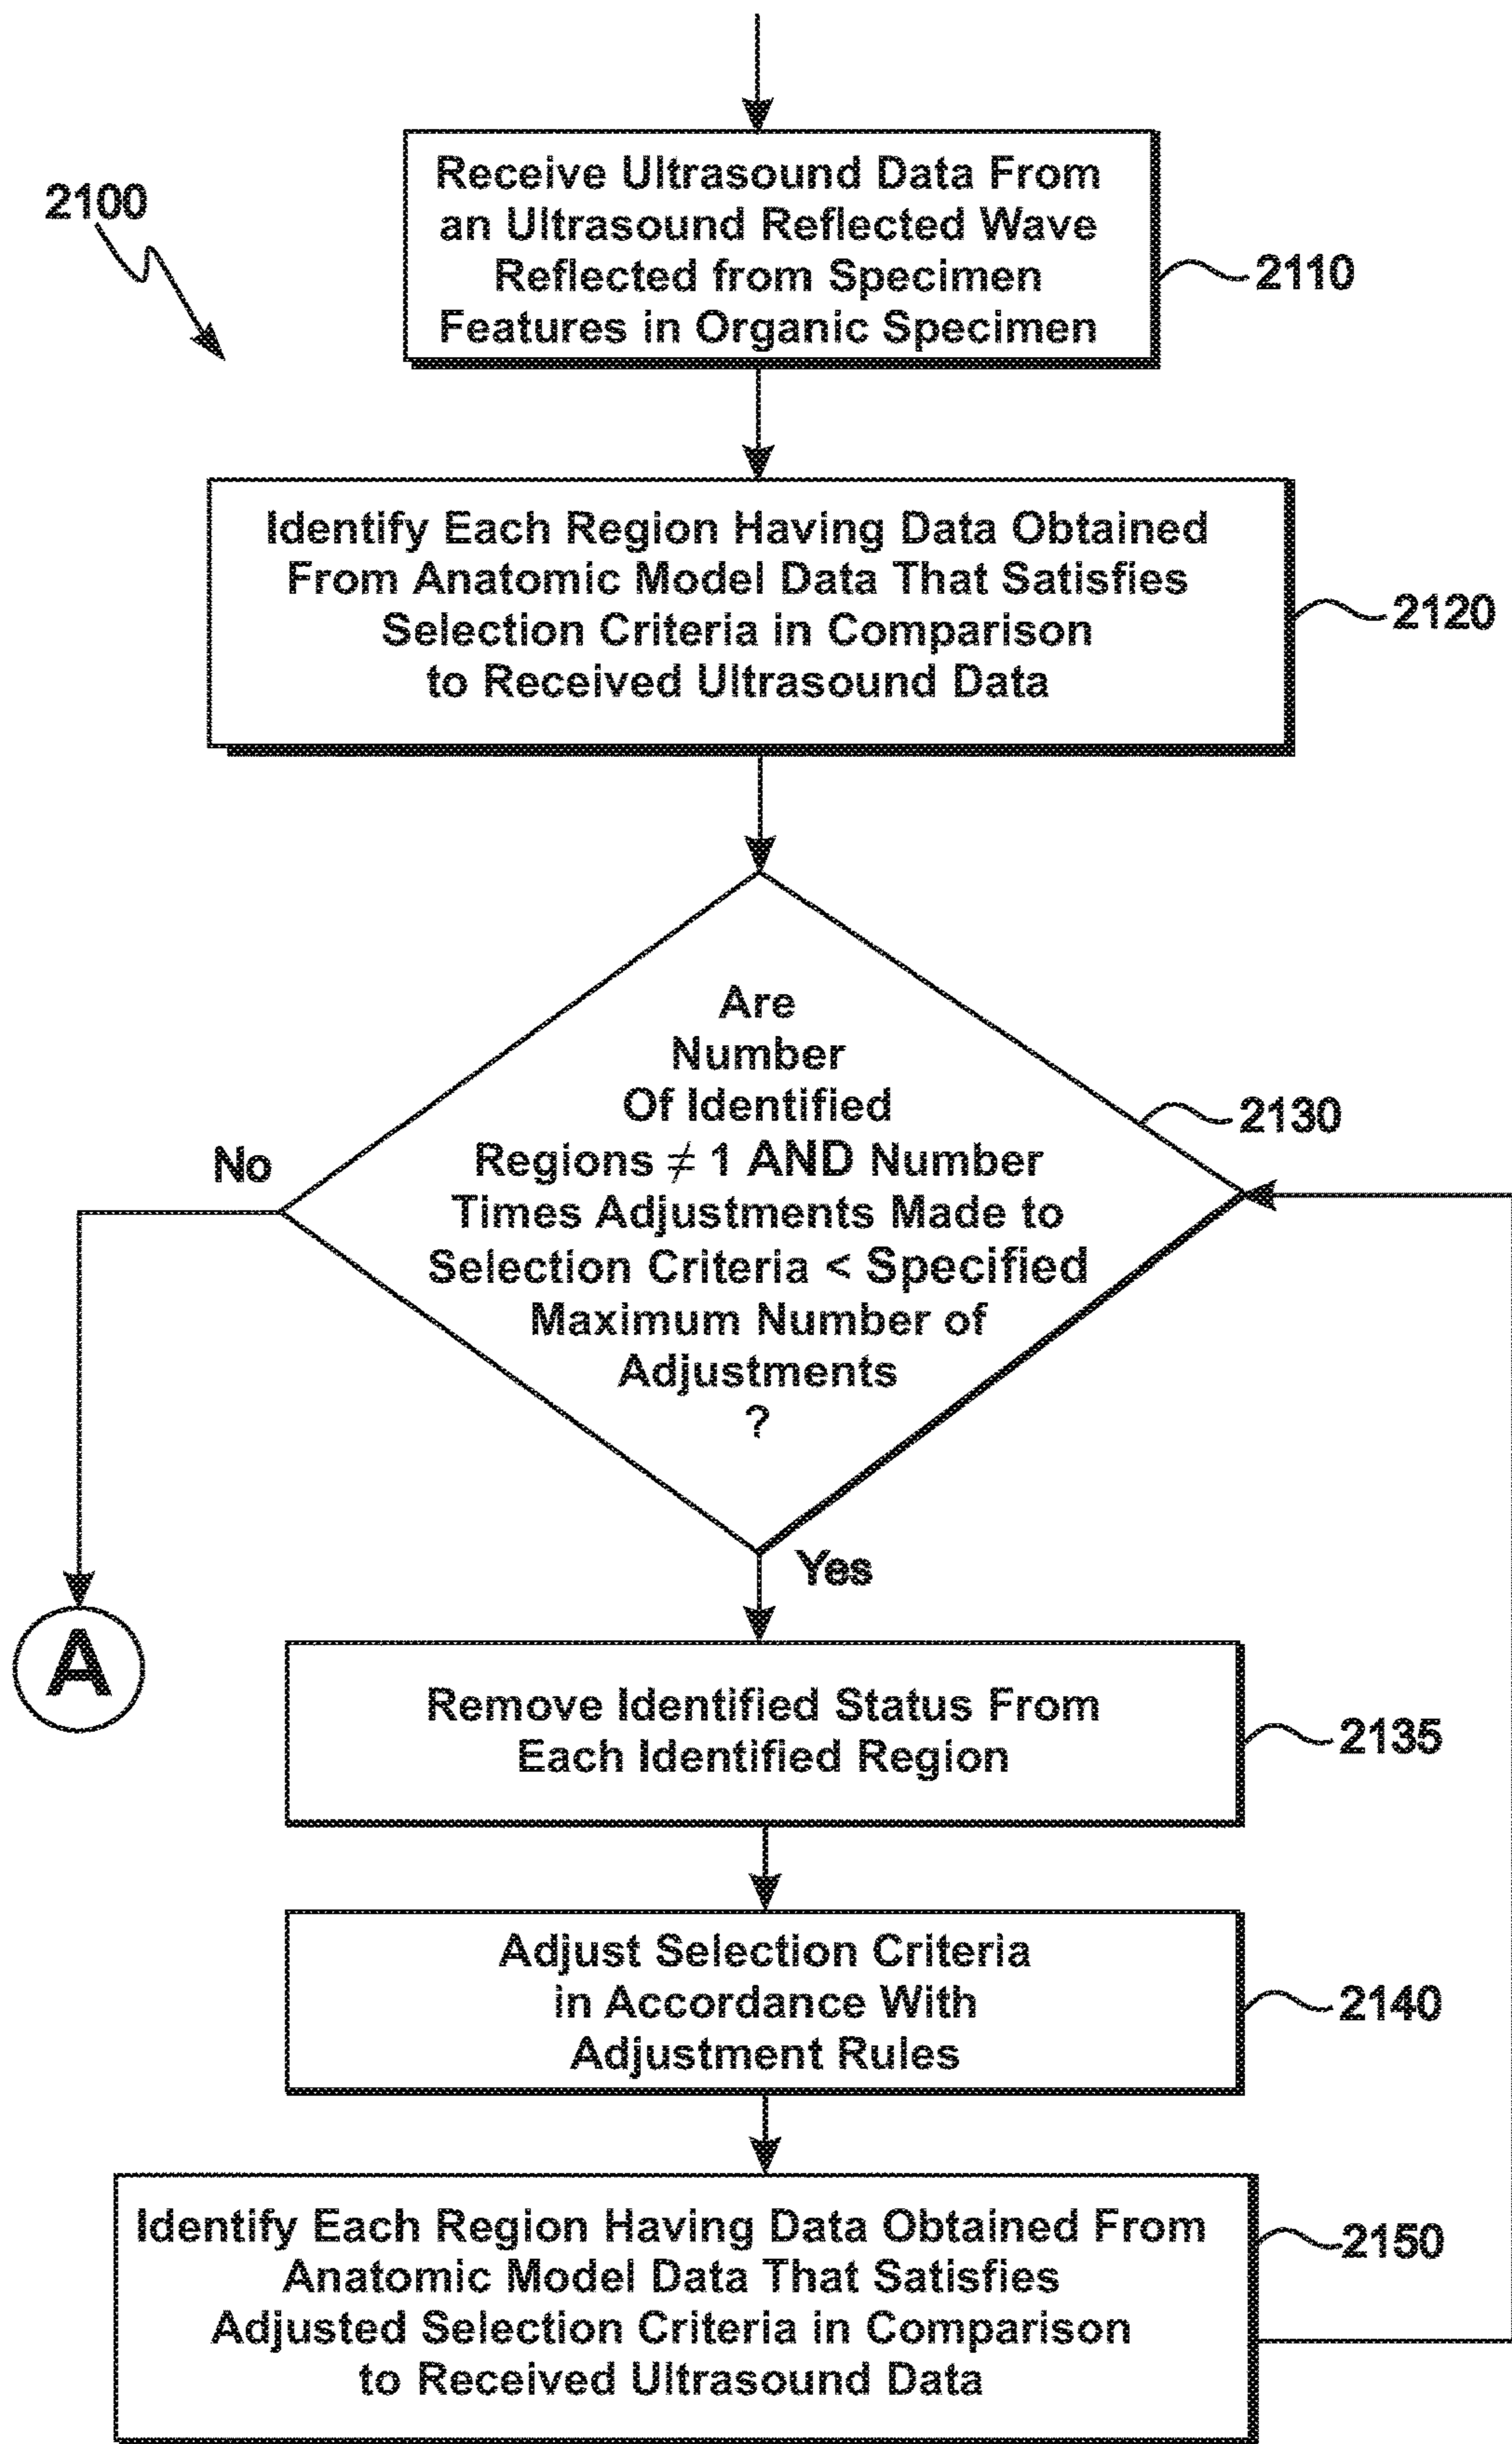 2100
Receive Ultrasound Data From
an Ultrasound Reflected Wave
Reflected from Specimen
Features in Organic Specimen
2110
Identify Each Region Having Data Obtained
From Anatomic Model Data That Satisfies
Selection Criteria in Comparison
to Received Ultrasound Data
2120
Are
Number
Of Identified
Regions ≠ 1 AND Number
Times Adjustments Made to
Selection Criteria < Specified
Maximum Number of
Adjustments
?
2130
No
Yes
A
Remove Identified Status From
Each Identified Region
2135
Adjust Selection Criteria
in Accordance With
Adjustment Rules
2140
Identify Each Region Having Data Obtained From
Anatomic Model Data That Satisfies
Adjusted Selection Criteria in Comparison
to Received Ultrasound Data
2150